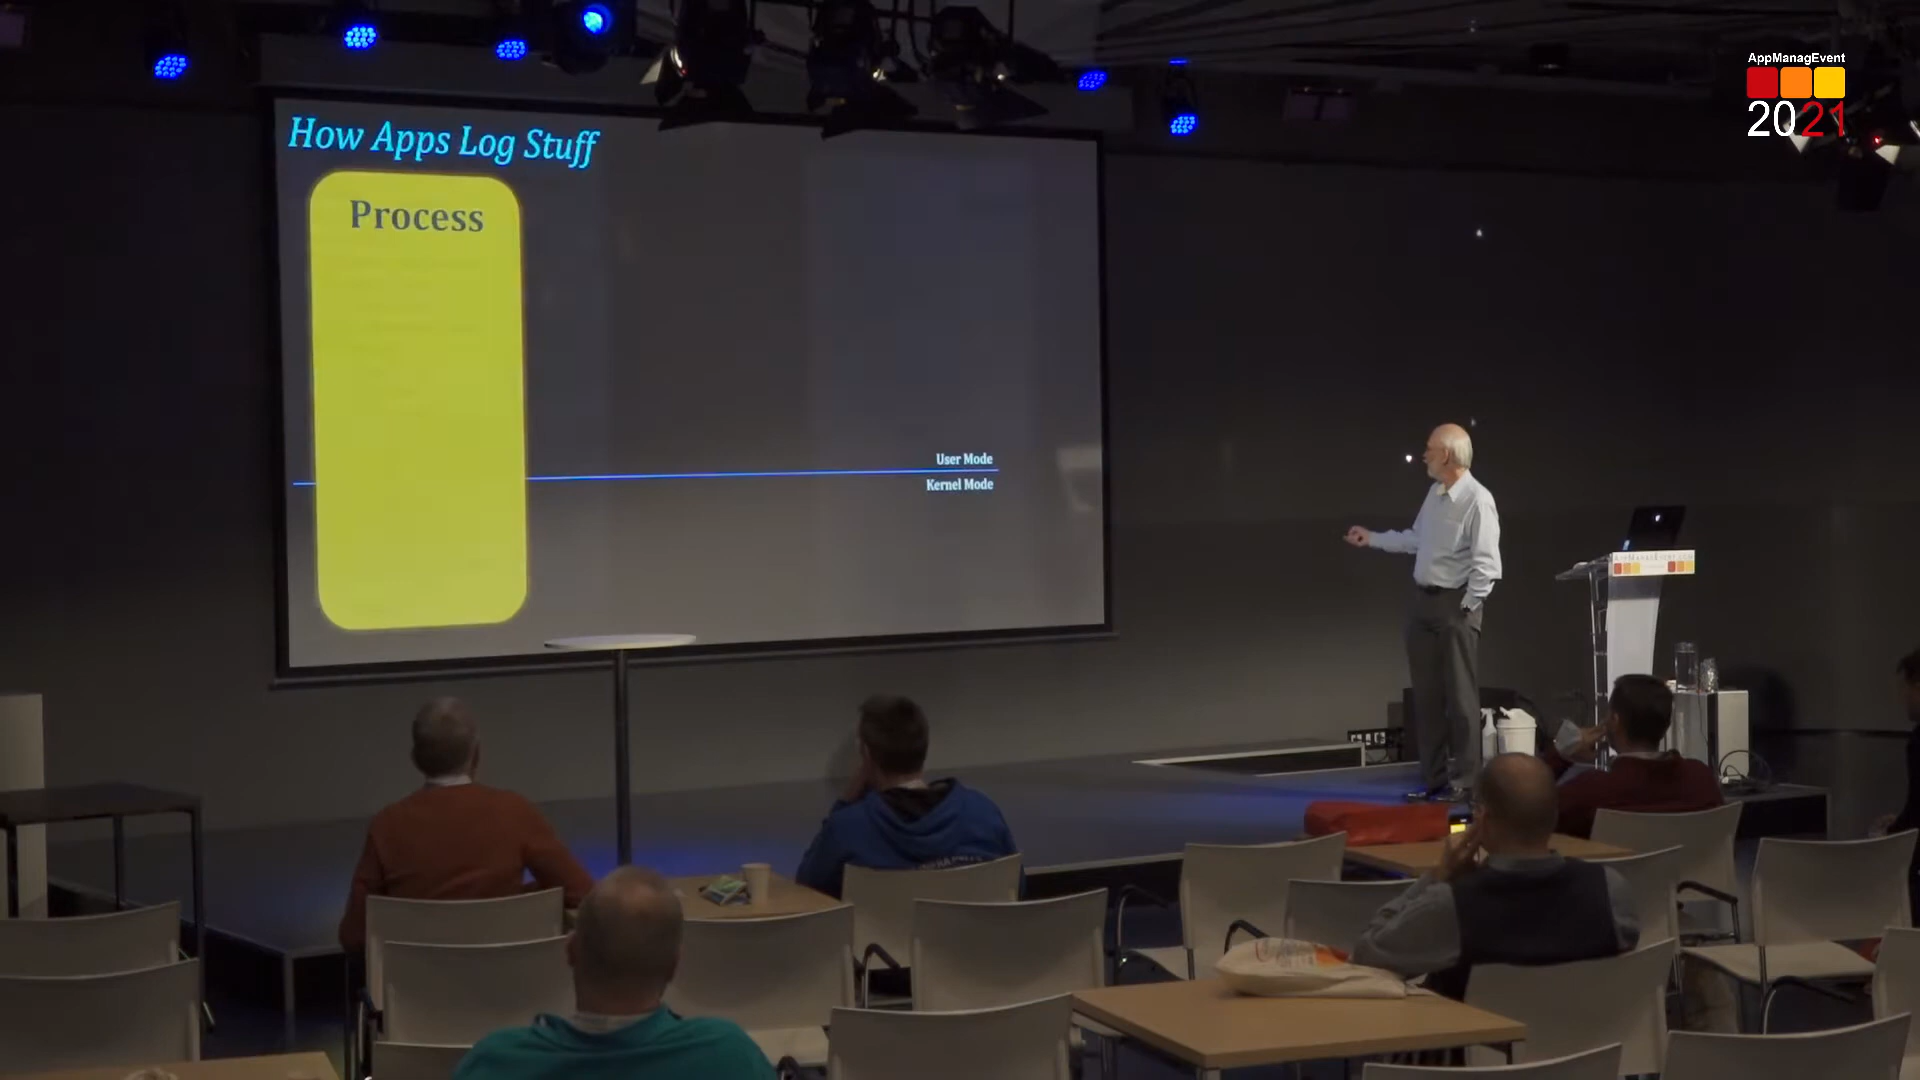 AppManagEvent
2021
How Apps Log Stuff
Process
User Mode
Kernel Mode